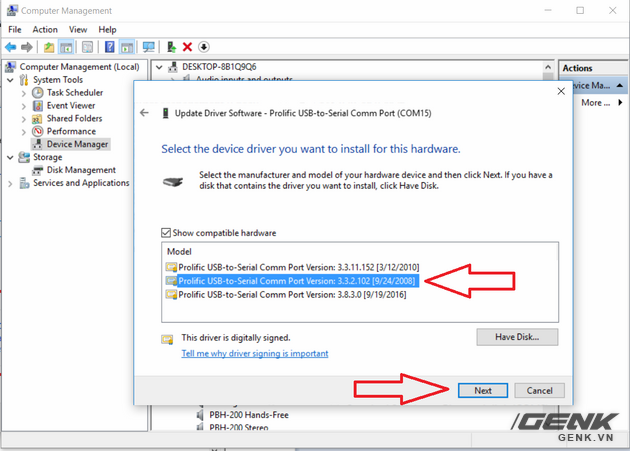 Computer Management
File Action View Help
Computer Management (Local)
System Tools
Task Scheduler
Event Viewer
Shared Folders
Performance
Device Manager
Storage
Disk Management
Services and Applications
DESKTOP-8B1Q9Q6
Audio inputs and outputs
Actions
vice Ma...
More ...
Update Driver Software - Prolific USB-to-Serial Comm Port (COM15)
Select the device driver you want to install for this hardware.
Select the manufacturer and model of your hardware device and then click Next. If you have a
disk that contains the driver you want to install, click Have Disk.
Show compatible hardware
Model
Prolific USB-to-Serial Comm Port Version: 3.3.11.152 [3/12/2010]
Prolific USB-to-Serial Comm Port Version: 3.3.2.102 [9/24/2008]
Prolific USB-to-Serial Comm Port Version: 3.8.3.0 [9/19/2016]
This driver is digitally signed.
Tell me why driver signing is important
Have Disk...
Next
Cancel
PBH-200 Hands-Free
PBH-200 Stereo
GENK
GENK.VN